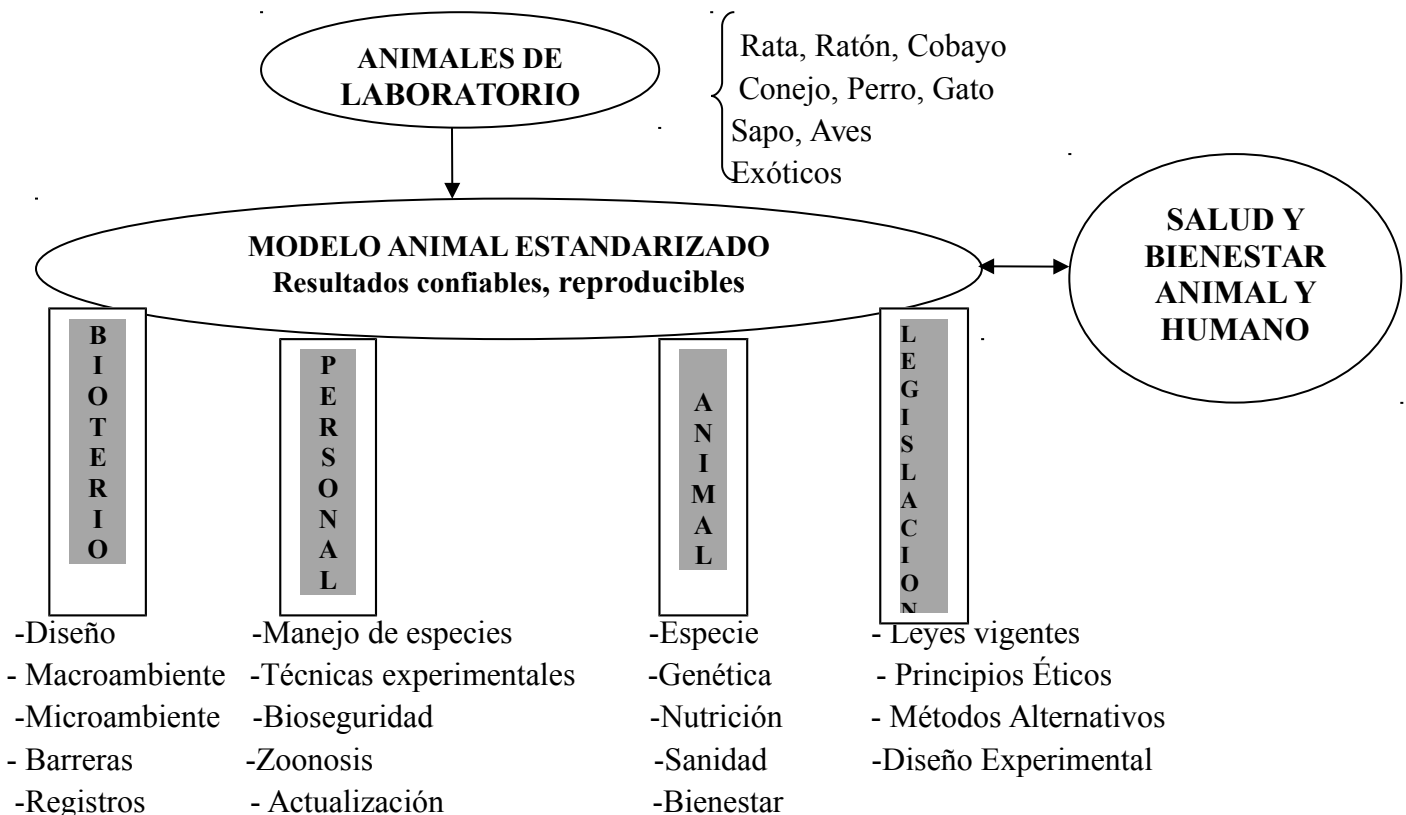 ANIMALES DE
LABORATORIO
Rata, Ratón, Cobayo
Conejo, Perro, Gato
Sapo, Aves
Exóticos
MODELO ANIMAL ESTANDARIZADO
Resultados confiables, reproducibles
SALUD Y
BIENESTAR
ANIMAL Y
HUMANO
BIOTERIO
PERSONAL
ANIMAL
LEGISLACION
-Diseño
- Macroambiente
-Microambiente
- Barreras
-Registros
-Manejo de especies
-Técnicas experimentales
-Bioseguridad
-Zoonosis
- Actualización
-Especie
-Genética
-Nutrición
-Sanidad
-Bienestar
- Leyes vigentes
- Principios Éticos
- Métodos Alternativos
-Diseño Experimental